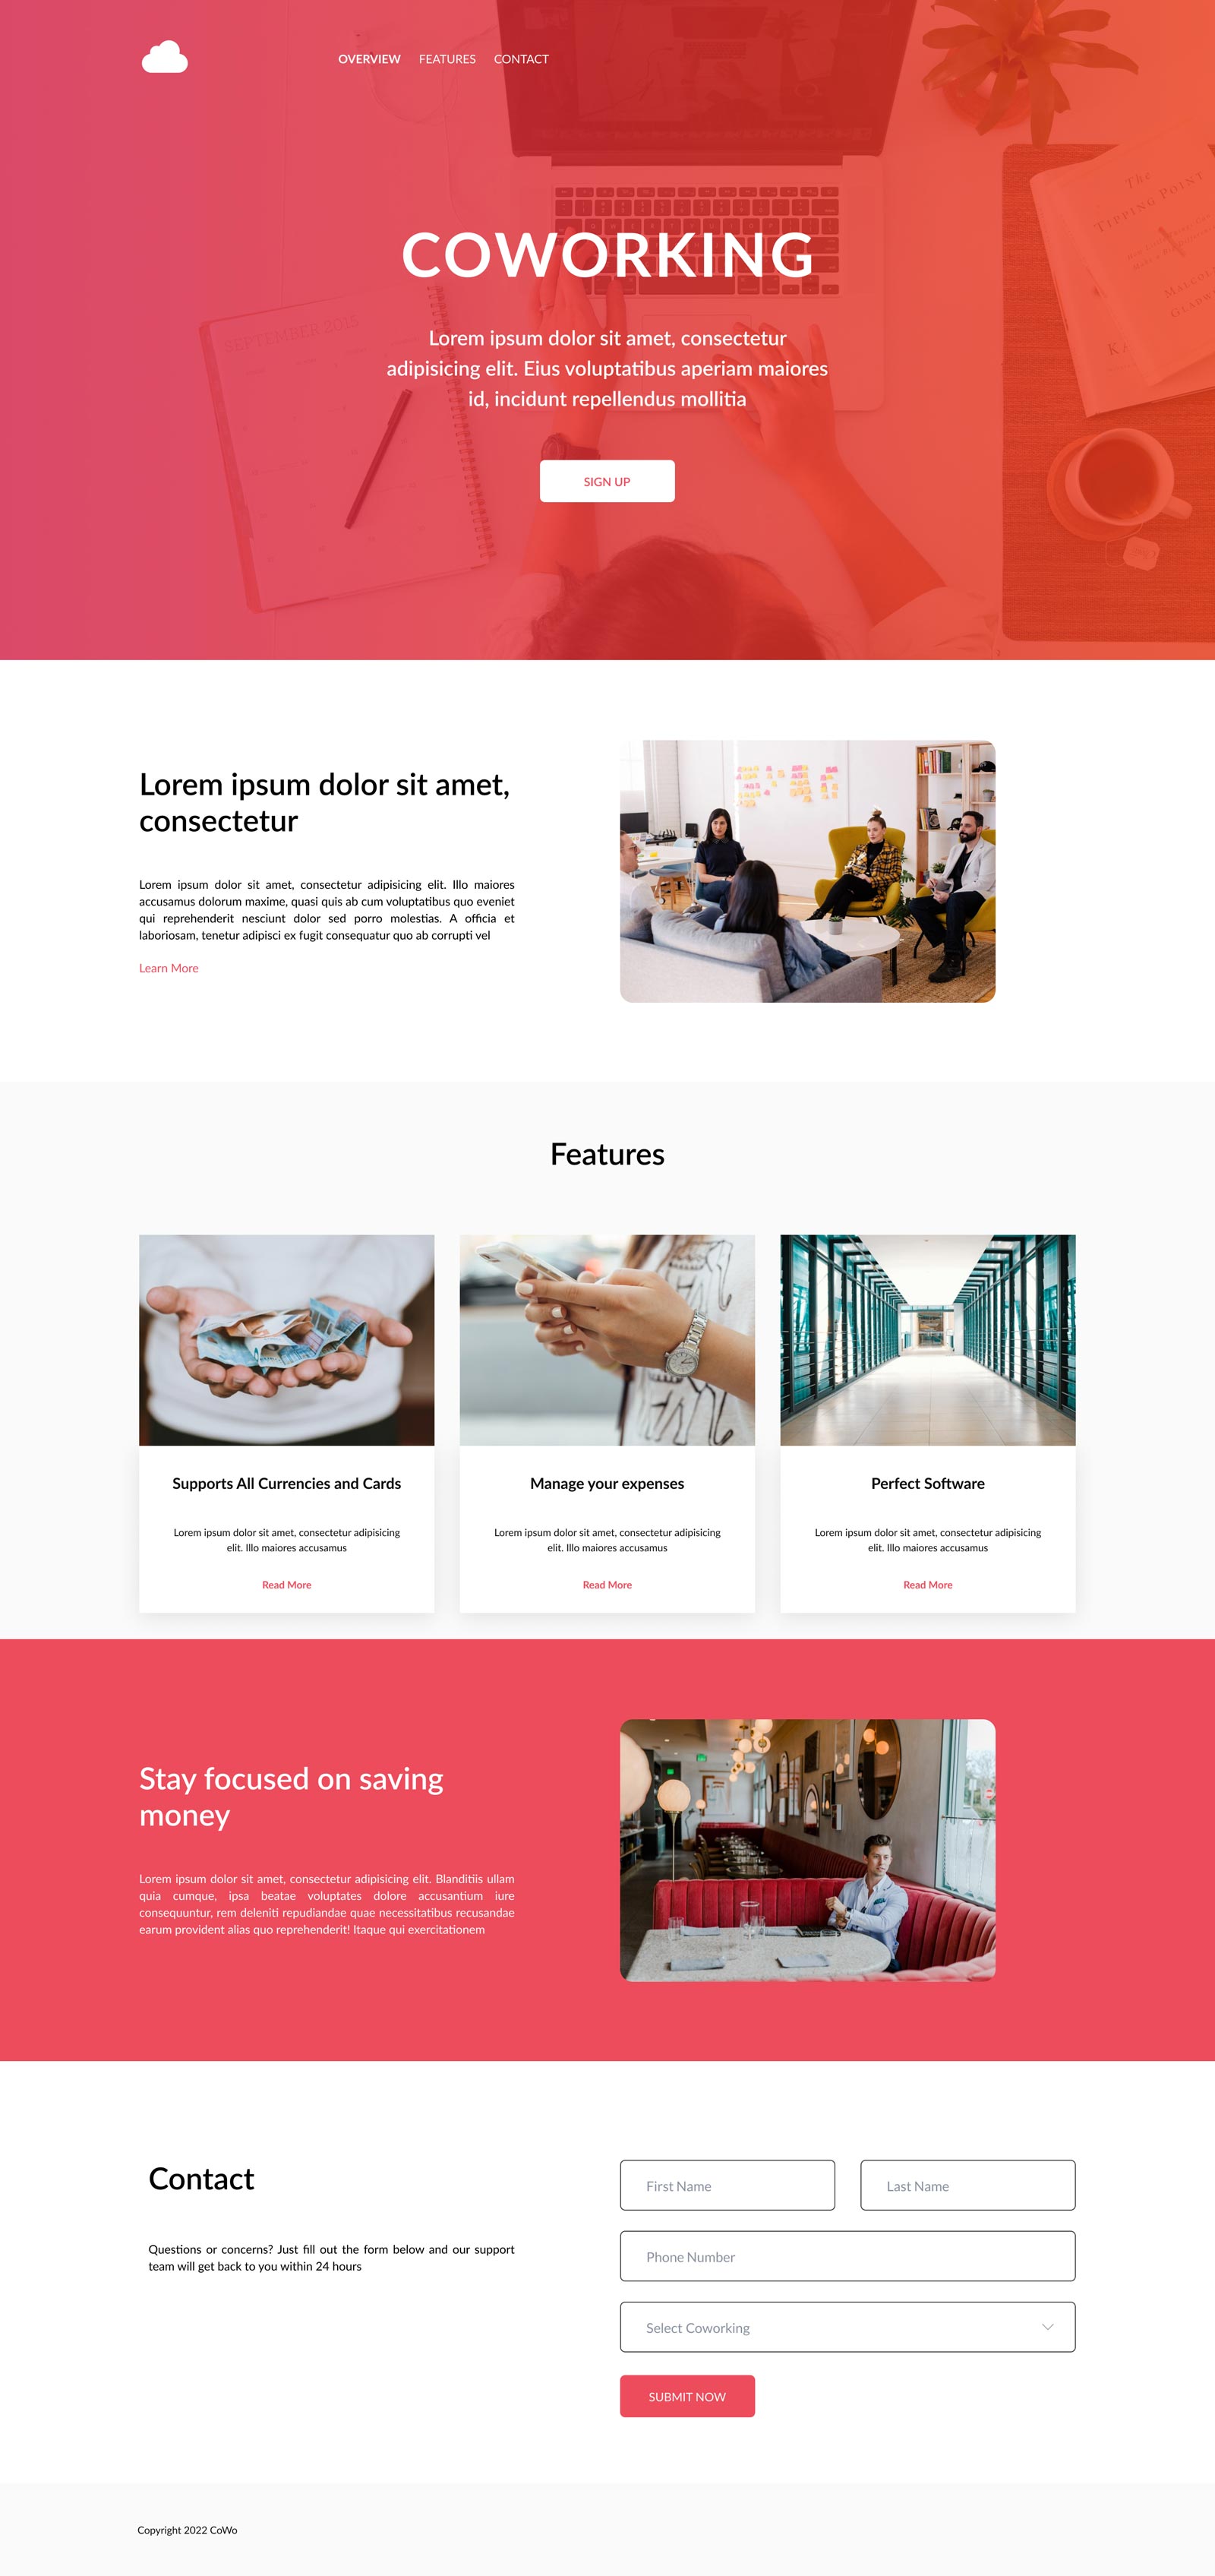 OVERVIEW FEATURES CONTACT
The
TIPPING POINT
COWORKING
SEPTEMBER 2015
Lorem ipsum dolor sit amet, consectetur
adipisicing elit. Eius voluptatibus aperiam maiores
id, incidunt repellendus mollitia
SIGN UP
Lorem ipsum dolor sit amet,
consectetur
Lorem ipsum dolor sit amet, consectetur adipisicing elit. Illo maiores
accusamus dolorum maxime, quasi quis ab cum voluptatibus quo eveniet
qui reprehenderit nesciunt dolor sed porro molestias. A officia et
laboriosam, tenetur adipisci ex fugit consequatur quo ab corrupti vel
Learn More
Features
Supports All Currencies and Cards
Lorem ipsum dolor sit amet, consectetur adipisicing
elit. Illo maiores accusamus
Read More
Manage your expenses
Lorem ipsum dolor sit amet, consectetur adipisicing
elit. Illo maiores accusamus
Read More
Perfect Software
Lorem ipsum dolor sit amet, consectetur adipisicing
elit. Illo maiores accusamus
Read More
Stay focused on saving
money
Lorem ipsum dolor sit amet, consectetur adipisicing elit. Blanditiis ullam
quia cumque, ipsa beatae voluptates dolore accusantium iure
consequuntur, rem deleniti repudiandae quae necessitatibus recusandae
earum provident alias quo reprehenderit! Itaque qui exercitationem
Contact
Questions or concerns? Just fill out the form below and our support
team will get back to you within 24 hours
First Name
Last Name
Phone Number
Select Coworking
SUBMIT NOW
Copyright 2022 CoWo